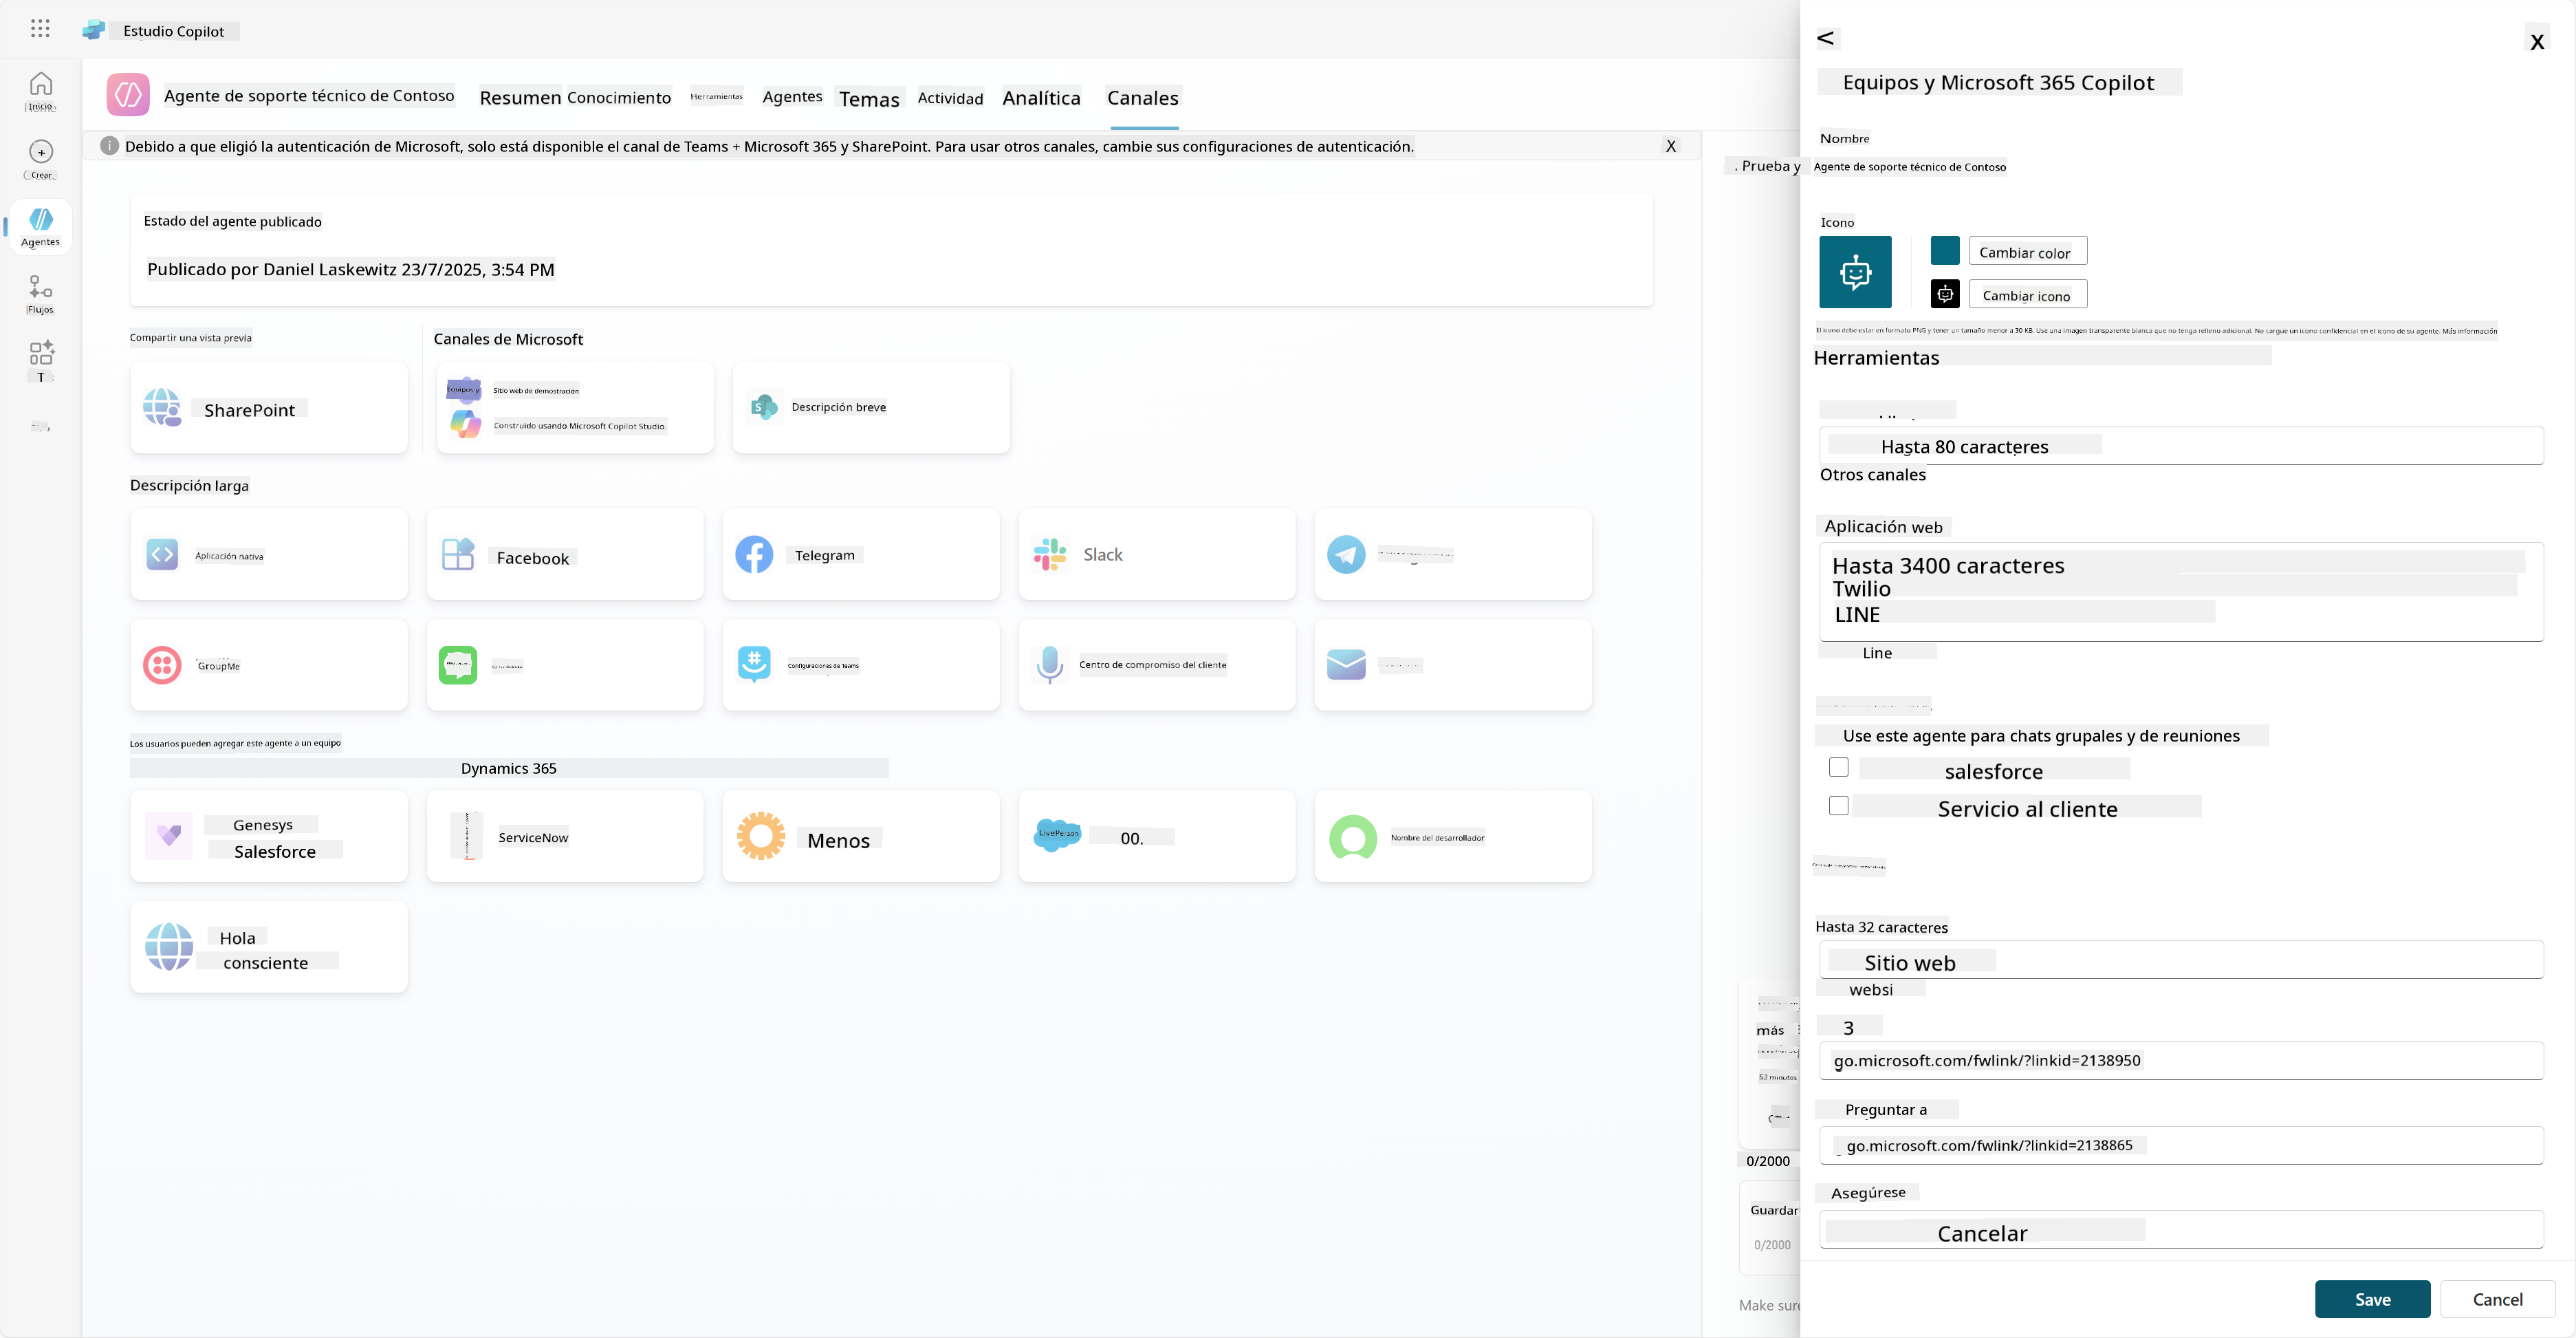 Estudio Copilot
Inicio
Crear
Agentes
Flujos
T
Agente de soporte técnico de Contoso
Resumen
Conocimiento
Herramientas
Agentes
Temas
Actividad
Analítica
Canales
Debido a que eligió la autenticación de Microsoft, solo está disponible el canal de Teams + Microsoft 365 y SharePoint. Para usar otros canales, cambie sus configuraciones de autenticación.
X
Estado del agente publicado
Publicado por Daniel Laskewitz 23/7/2025, 3:54 PM
Compartir una vista previa
Canales de Microsoft
SharePoint
Equipos y
Sitio web de demostración
Construido usando Microsoft Copilot Studio.
Descripción breve
Descripción larga
Aplicación nativa
Facebook
Telegram
Slack
GroupMe
Configuraciones de Teams
Centro de compromiso del cliente
Los usuarios pueden agregar este agente a un equipo
Dynamics 365
Genesys
Salesforce
ServiceNow
Menos
LivePerson
00.
Nombre del desarrollador
Hola
consciente
. Prueba y
más
53 minutos
0/2000
Guardar
0/2000
Make sure
<
X
Equipos y Microsoft 365 Copilot
Nombre
Agente de soporte técnico de Contoso
Icono
Cambiar color
Cambiar icono
El icono debe estar en formato PNG y tener un tamaño menor a 30 KB. Use una imagen transparente blanca que no tenga relleno adicional. No cargue un icono confidencial en el icono de su agente. Más información
Herramientas
Hasta 80 caracteres
Otros canales
Aplicación web
Hasta 3400 caracteres
Twilio
LINE
Line
Use este agente para chats grupales y de reuniones
salesforce
Servicio al cliente
Hasta 32 caracteres
Sitio web
websi
3
go.microsoft.com/fwlink/?linkid=2138950
Preguntar a
go.microsoft.com/fwlink/?linkid=2138865
Asegúrese
Cancelar
Save
Cancel